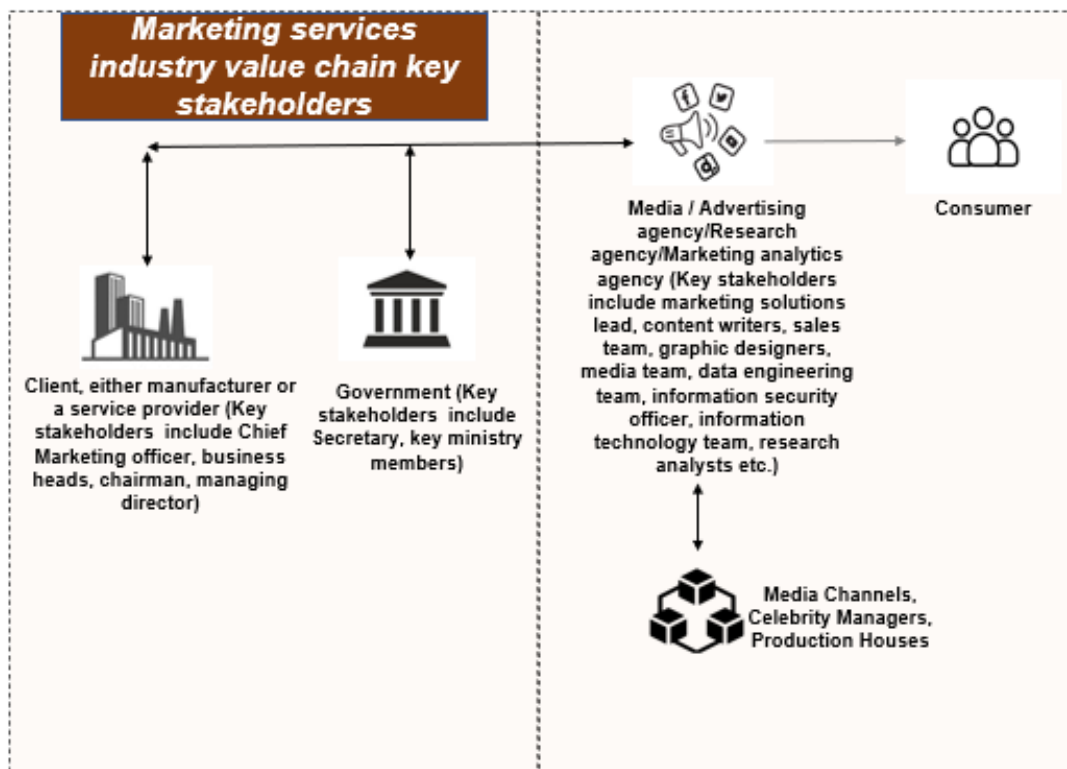 Marketing services
industry value chain key
stakeholders
Client, either manufacturer or
a service provider (Key
stakeholders  include Chief
Marketing officer, business
heads, chairman, managing
director)
Government (Key
stakeholders  include
Secretary, key ministry
members)
Media / Advertising
agency/Research
agency/Marketing analytics
agency (Key stakeholders
include marketing solutions
lead, content writers, sales
team, graphic designers,
media team, data engineering
team, information security
officer, information
technology team, research
analysts etc.)
Consumer
Media Channels,
Celebrity Managers,
Production Houses